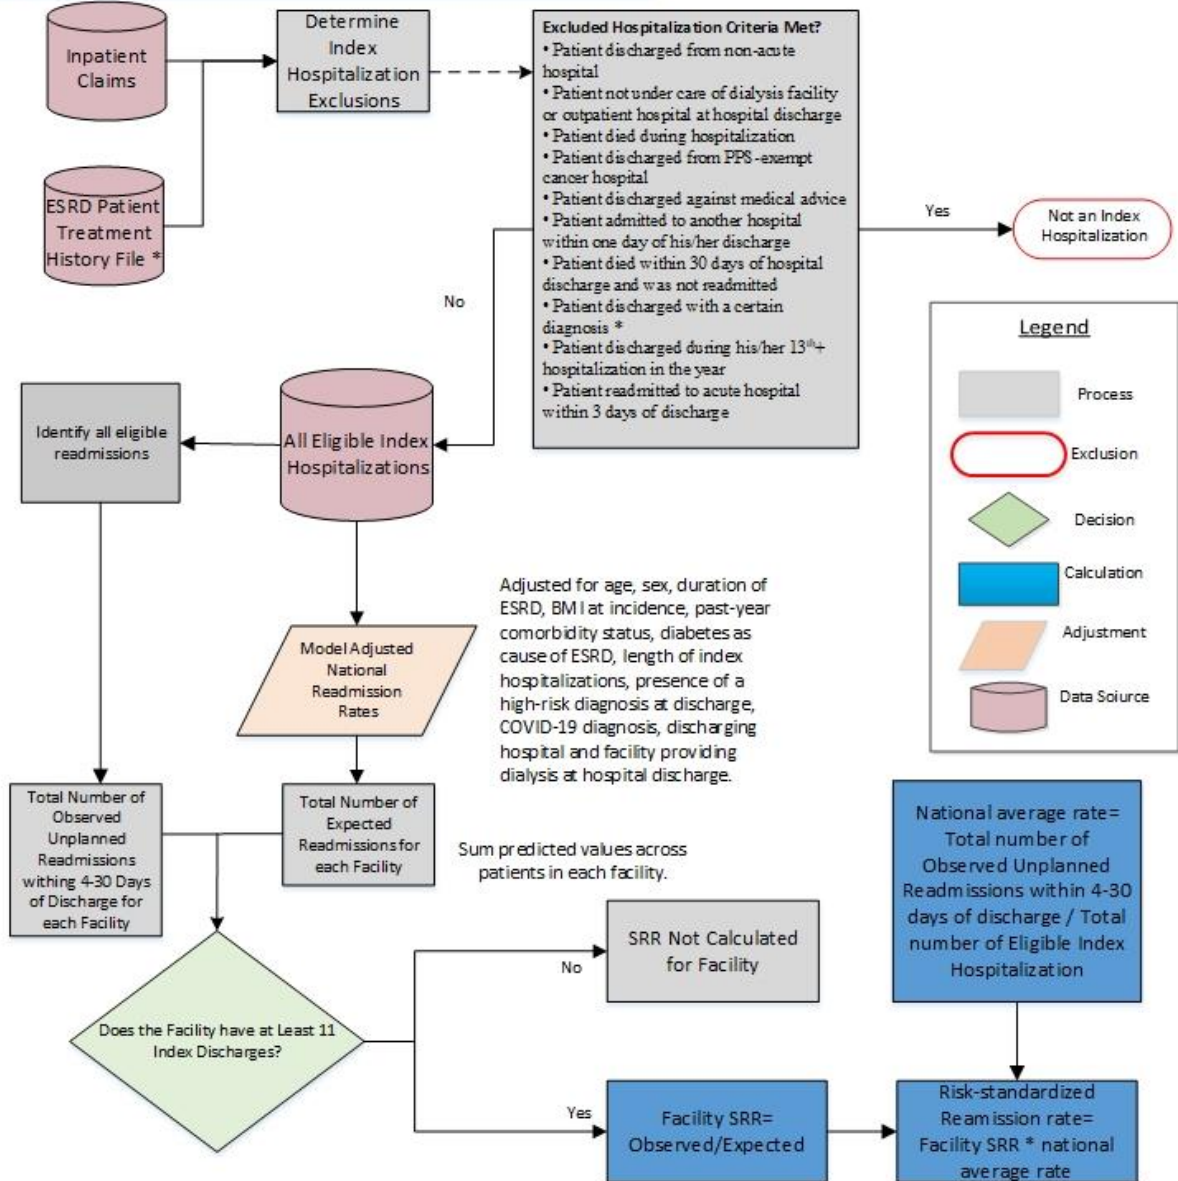 Inpatient
Claims
Determine
Index
Hospitalization
Exclusions
Excluded Hospitalization Criteria Met?
• Patient discharged from non-acute
hospital
• Patient not under care of dialysis facility
or outpatient hospital at hospital discharge
• Patient died during hospitalization
• Patient discharged from PPS-exempt
cancer hospital
• Patient discharged against medical advice
• Patient admitted to another hospital
within one day of his/her discharge
• Patient died within 30 days of hospital
discharge and was not readmitted
• Patient discharged with a certain
diagnosis *
• Patient discharged during his/her 13th+
hospitalization in the year
• Patient readmitted to acute hospital
within 3 days of discharge
ESRD Patient
Treatment
History File *
Yes
Not an Index
Hospitalization
No
Legend
Process
Exclusion
Decision
Calculation
Adjustment
Data Soiurce
Identify all eligible
readmissions
All Eligible Index
Hospitalizations
Model Adjusted
National
Readmission
Rates
Adjusted for age, sex, duration of
ESRD, BMI at incidence, past-year
comorbidity status, diabetes as
cause of ESRD, length of index
hospitalizations, presence of a
high-risk diagnosis at discharge,
COVID-19 diagnosis, discharging
hospital and facility providing
dialysis at hospital discharge.
Total Number of
Observed
Unplanned
Readmissions
withing 4-30 Days
of Discharge for
each Facility
Total Number of
Expected
Readmissions for
each Facility
Sum predicted values across
patients in each facility.
National average rate=
Total number of
Observed Unplanned
Readmissions within 4-30
days of discharge / Total
number of Eligible Index
Hospitalization
Does the Facility have at Least 11
Index Discharges?
No
SRR Not Calculated
for Facility
Yes
Facility SRR=
Observed/Expected
Risk-standardized
Reamission rate=
Facility SRR * national
average rate